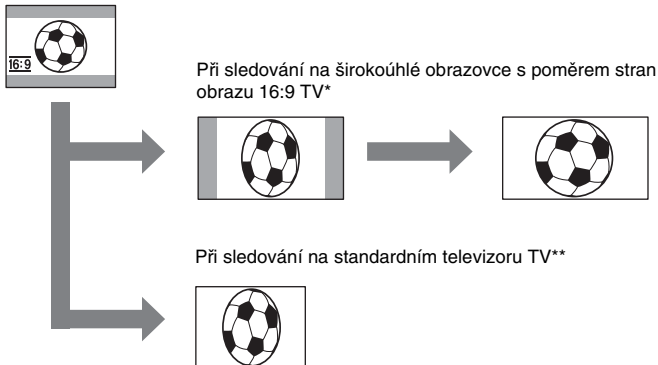 16:9
Při sledování na širokoúhlé obrazovce s poměrem stran
obrazu 16:9 TV*
Při sledování na standardním televizoru TV**